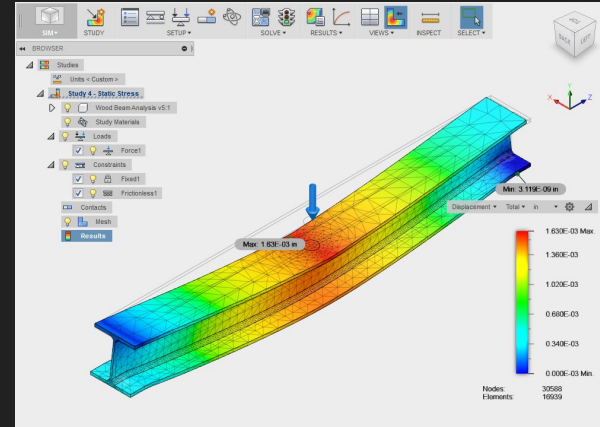 SIM▾
STUDY
SETUP▾
SOLVE▾
RESULTS▾
VIEWS▾
INSPECT
SELECT▾
BROWSER
TOP
BACK
LEFT
Studies
Units < Custom >
Study 4 - Static Stress
Wood Beam Analysis v5:1
Study Materials
Loads
Force1
Constraints
Fixed1
Frictionless1
Contacts
Mesh
Results
X
Y
Z
Min: 3.119E-09 in
Max: 1.63E-03 in
Displacement ▾ Total ▾ in ▾
1.630E-03 Max.
1.360E-03
1.020E-03
0.680E-03
0.340E-03
0.000E-03 Min.
Nodes: 30588
Elements: 16939